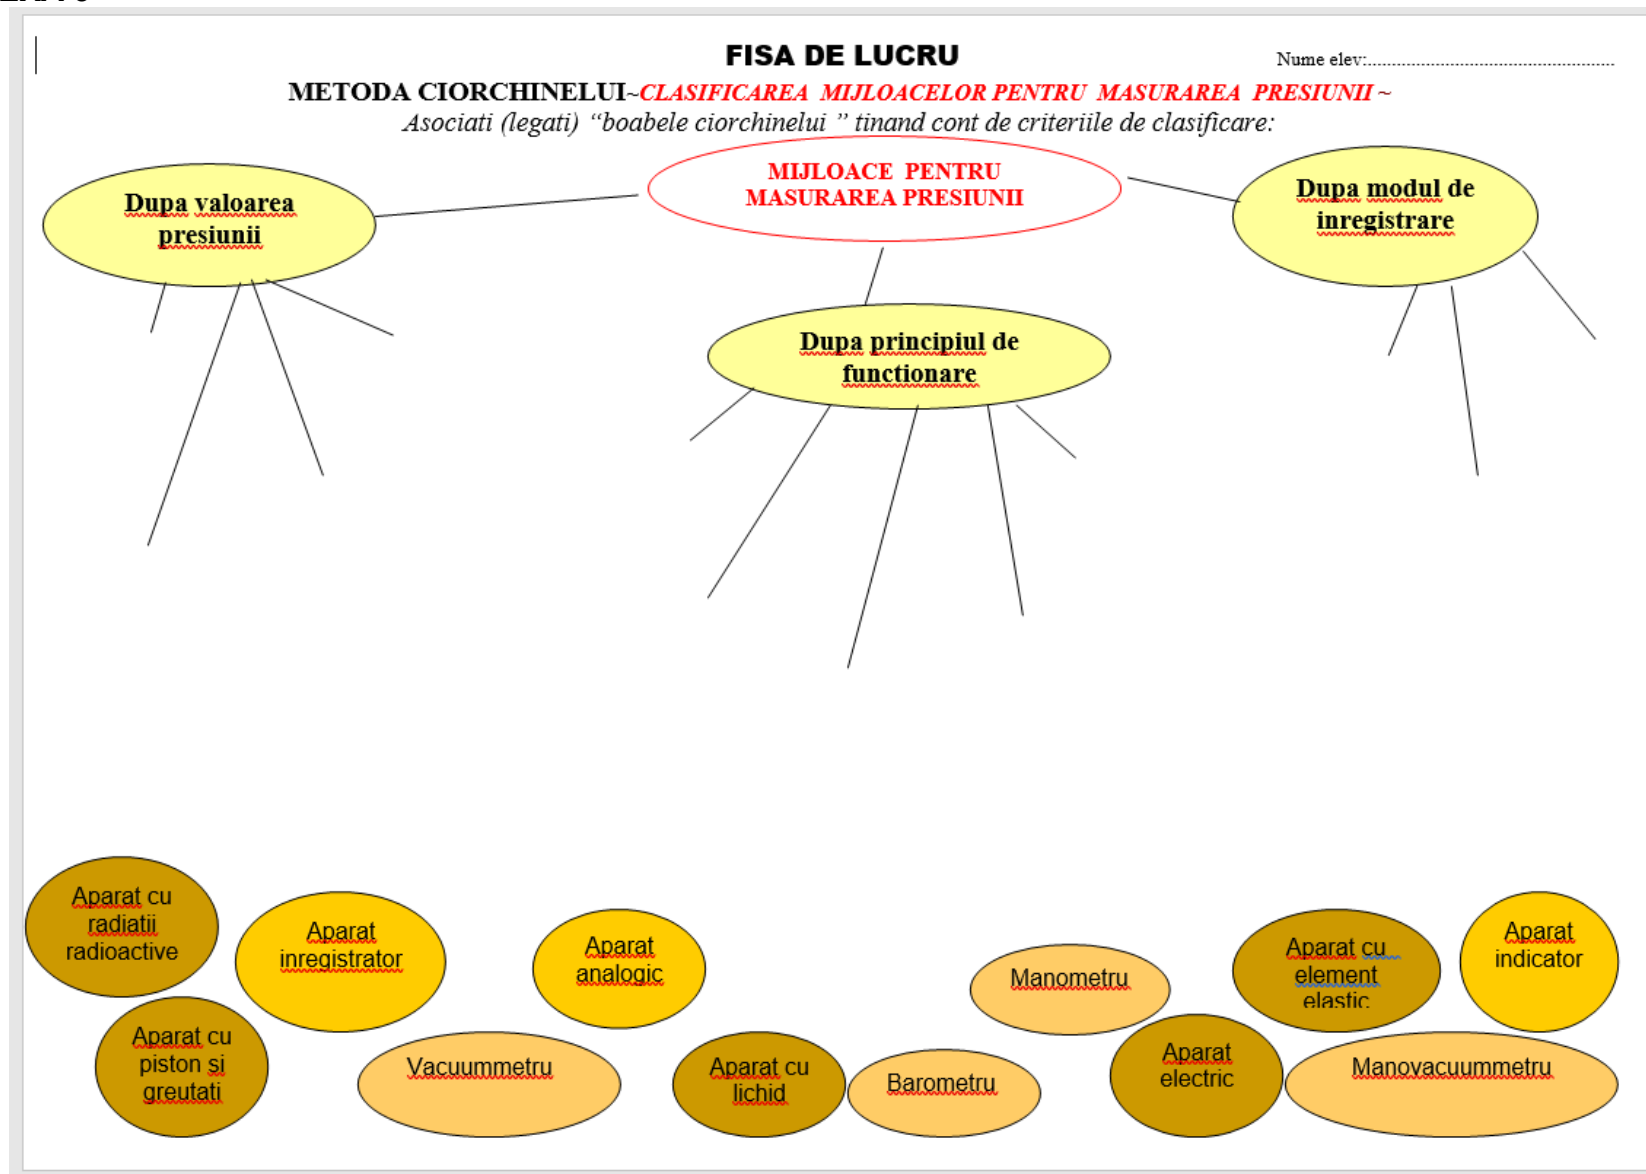 FISA DE LUCRU
Nume elev:....................................................
METODA CIORCHINELUI~CLASIFICAREA MIJLOACELOR PENTRU MASURAREA PRESIUNII ~
Asociati (legati) “boabele ciorchinelui ” tinand cont de criteriile de clasificare:
MIJLOACE PENTRU
MASURAREA PRESIUNII
Dupa valoarea
presiunii
Dupa modul de
inregistrare
Dupa principiul de
functionare
Aparat cu
radiatii
radioactive
Aparat
inregistrator
Aparat
analogic
Manometru
Aparat cu
element
elastic
Aparat
indicator
Aparat cu
piston si
greutati
Vacuummetru
Aparat cu
lichid
Barometru
Aparat
electric
Manovacuummetru